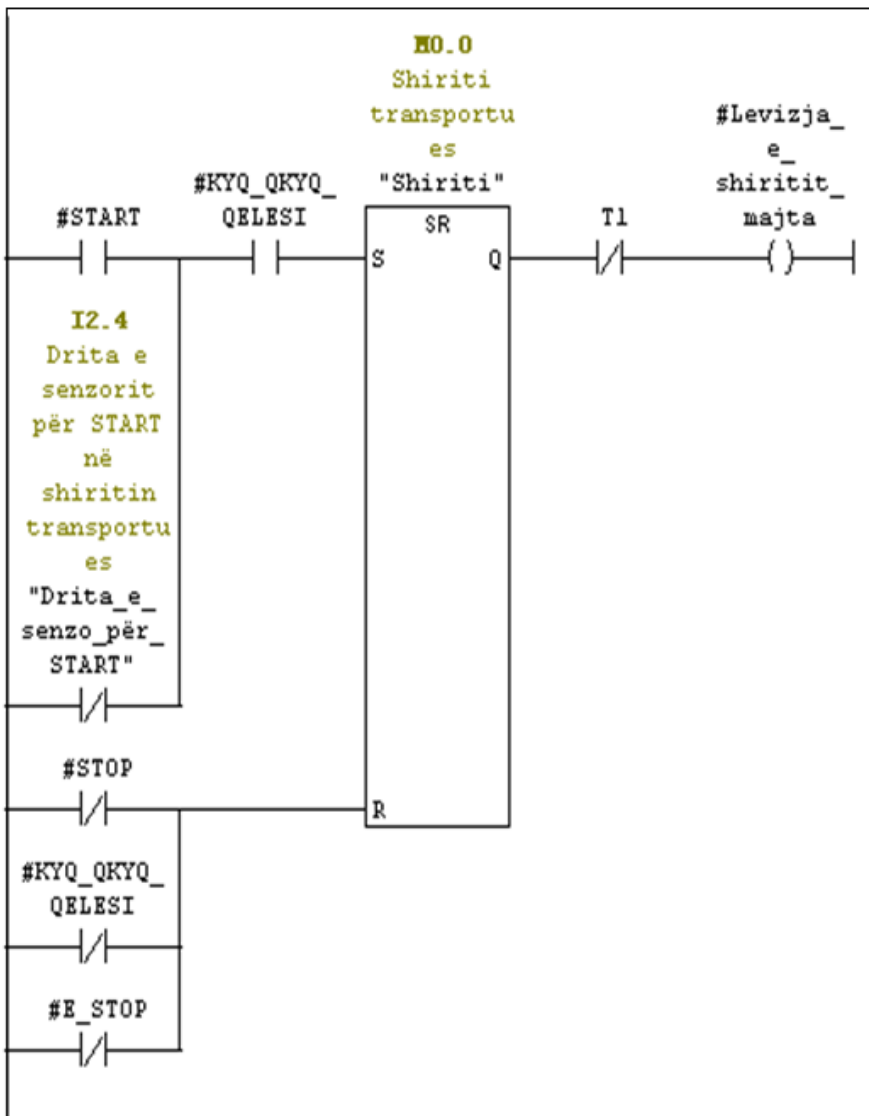 M0.0
Shiriti
transportu
es
"Shiriti"
#Levizja_
e_
shiritit_
majta
#START
#KYQ_QKYQ_
QELESI
SR
T1
S
Q
I2.4
Drita e
senzorit
për START
në
shiritin
transportu
es
"Drita_e_
senzo_për_
START"
#STOP
R
#KYQ_QKYQ_
QELESI
#E_STOP